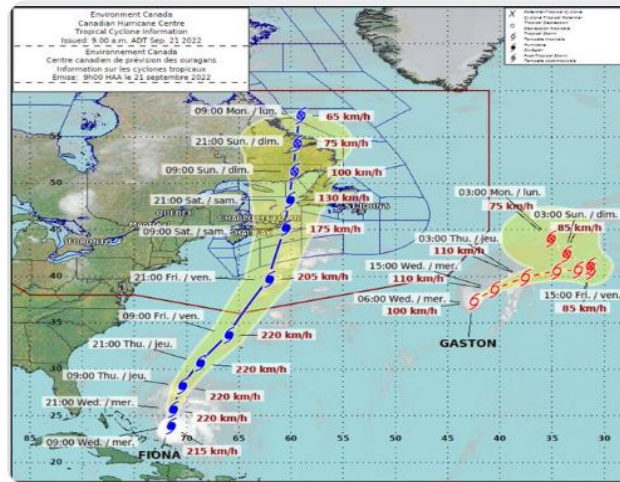 Environment Canada
Canadian Hurricane Centre
Tropical Cyclone Information
Issued: 9.00 a.m. ADT Sep. 21 2022
Environnement Canada
Centre canadien de prévision des ouragans
Information sur les cyclones tropicaux
Émise: 9h00 HAA le 21 septembre 2022
09:00 Mon. / lun.
65 km/h
21:00 Sun / dim.
75 km/h
09:00 Sun. / dim.
100 km/h
21:00 Sat. / sam.
130 km/h
09:00 Sat. / sam.
175 km/h
21:00 Fri. / ven.
205 km/h
09:00 Fri. / ven.
220 km/h
21:00 Thu. / jeu.
220 km/h
09:00 Thu. / jeu.
220 km/h
21:00 Wed. / mer.
220 km/h
09:00 Wed. / mer.
215 km/h
FIONA
03:00 Mon. / lun.
75 km/h
03:00 Sun. / dim.
85 km/h
03:00 Thu. / jeu.
110 km/h
15:00 Wed. / mer.
110 km/h
06:00 Wed. / mer.
100 km/h
15:00 Fri. / ven.
85 km/h
GASTON
TORONTO
HALIFAX
ST-JOHN'S
55
50
45
40
35
30
25
20
85
70
65
60
55
50
45
40
35
30